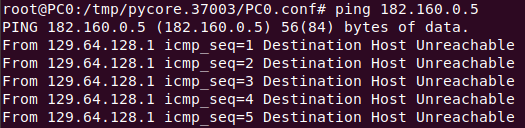 root@PC0:/tmp/pycore.37003/PC0.conf# ping 182.160.0.5
PING 182.160.0.5 (182.160.0.5) 56(84) bytes of data.
From 129.64.128.1 icmp_seq=1 Destination Host Unreachable
From 129.64.128.1 icmp_seq=2 Destination Host Unreachable
From 129.64.128.1 icmp_seq=3 Destination Host Unreachable
From 129.64.128.1 icmp_seq=4 Destination Host Unreachable
From 129.64.128.1 icmp_seq=5 Destination Host Unreachable